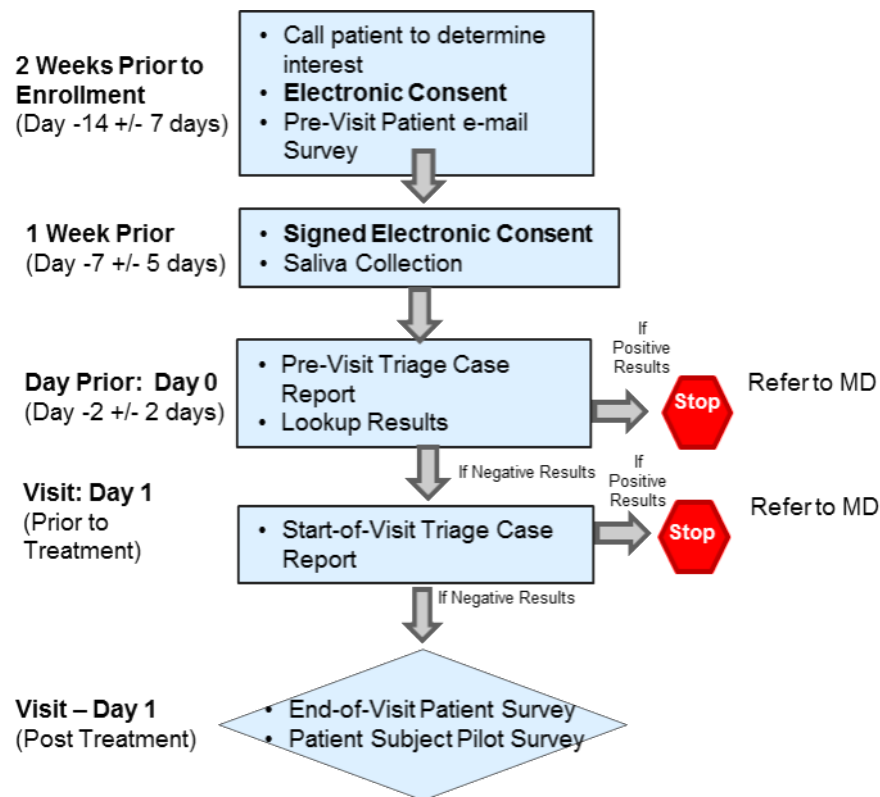 2 Weeks Prior to
Enrollment
(Day -14 +/- 7 days)
• Call patient to determine
interest
• Electronic Consent
• Pre-Visit Patient e-mail
Survey
1 Week Prior
(Day -7 +/- 5 days)
• Signed Electronic Consent
• Saliva Collection
Day Prior: Day 0
(Day -2 +/- 2 days)
• Pre-Visit Triage Case
Report
• Lookup Results
If
Positive
Results
Stop
Refer to MD
If Negative Results
Visit: Day 1
(Prior to
Treatment)
• Start-of-Visit Triage Case
Report
If
Positive
Results
Stop
Refer to MD
If Negative Results
Visit – Day 1
(Post Treatment)
• End-of-Visit Patient Survey
• Patient Subject Pilot Survey